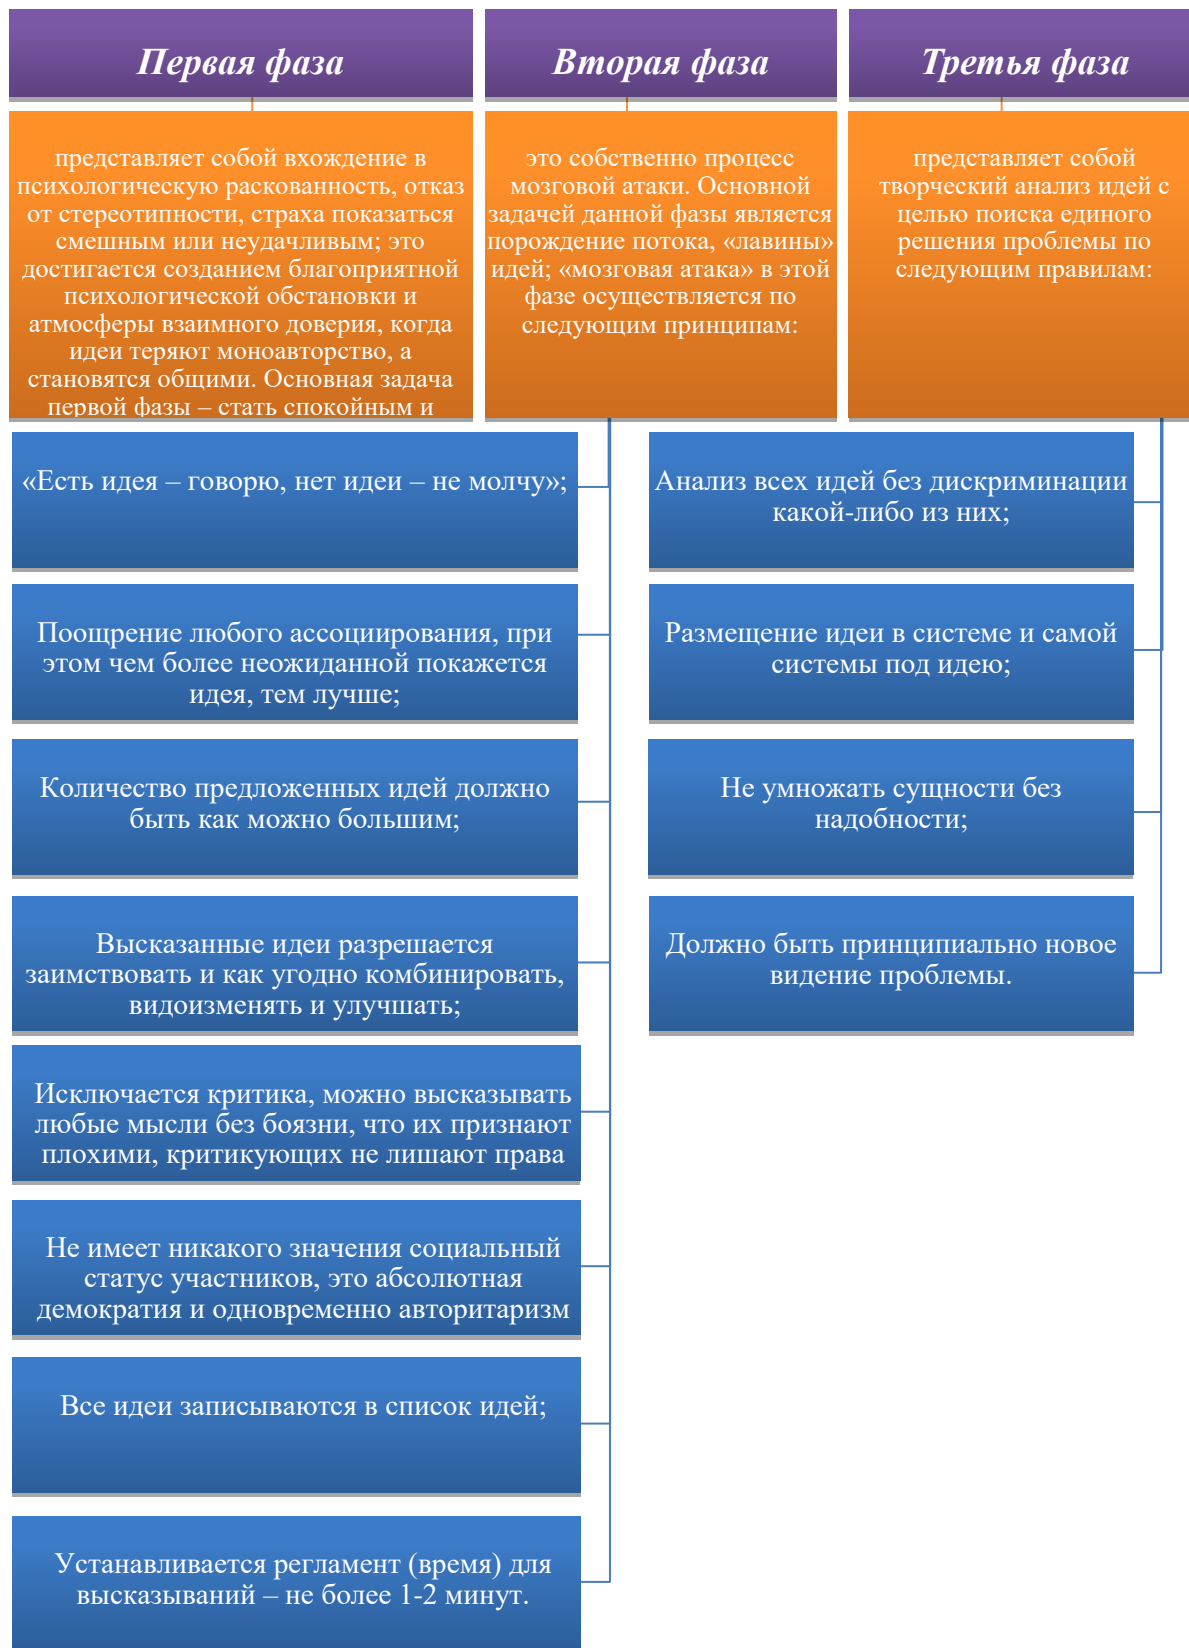 Первая фаза
Вторая фаза
Третья фаза
представляет собой вхождение в
психологическую раскованность, отказ
от стереотипности, страха показаться
смешным или неудачливым; это
достигается созданием благоприятной
психологической обстановки и
атмосферы взаимного доверия, когда
идеи теряют моноавторство, а
становятся общими. Основная задача
первой фазы – стать спокойным и
это собственно процесс
мозговой атаки. Основной
задачей данной фазы является
порождение потока, «лавины»
идей; «мозговая атака» в этой
фазе осуществляется по
следующим принципам:
представляет собой
творческий анализ идей с
целью поиска единого
решения проблемы по
следующим правилам:
«Есть идея – говорю, нет идеи – не молчу»;
Поощрение любого ассоциирования, при
этом чем более неожиданной покажется
идея, тем лучше;
Количество предложенных идей должно
быть как можно большим;
Высказанные идеи разрешается
заимствовать и как угодно комбинировать,
видоизменять и улучшать;
Исключается критика, можно высказывать
любые мысли без боязни, что их признают
плохими, критикующих не лишают права
Не имеет никакого значения социальный
статус участников, это абсолютная
демократия и одновременно авторитаризм
Все идеи записываются в список идей;
Устанавливается регламент (время) для
высказываний – не более 1-2 минут.
Анализ всех идей без дискриминации
какой-либо из них;
Размещение идеи в системе и самой
системы под идею;
Не умножать сущности без
надобности;
Должно быть принципиально новое
видение проблемы.